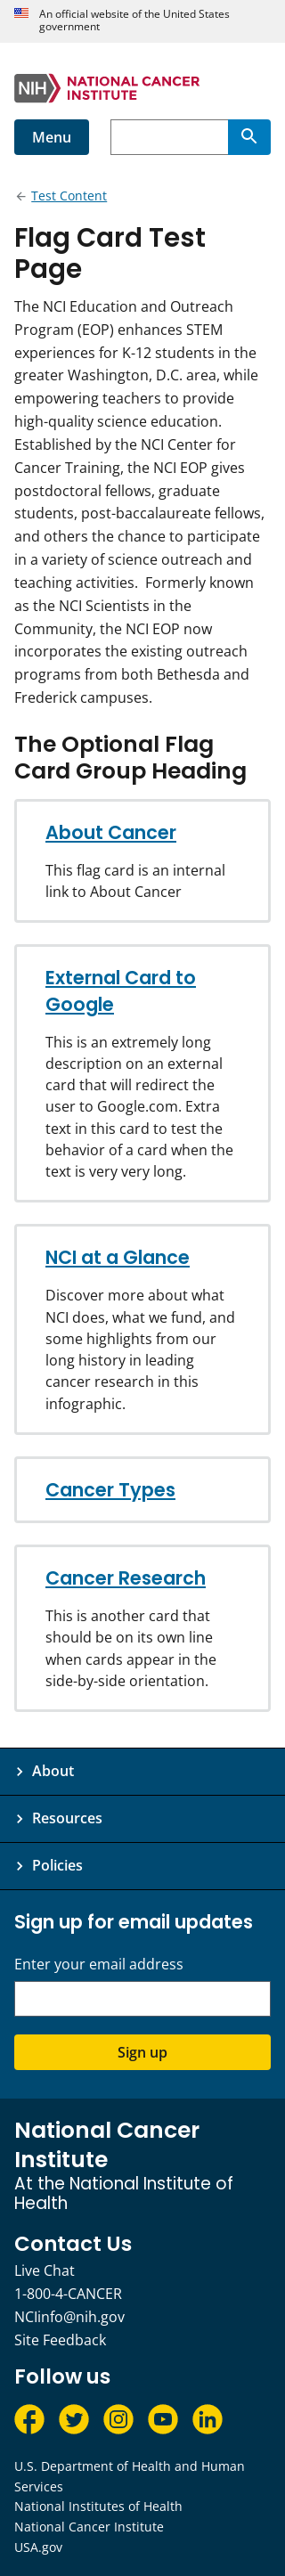 An official website of the United States
government
NIH NATIONAL CANCER
INSTITUTE
Menu
Test Content
Flag Card Test
Page
The NCI Education and Outreach
Program (EOP) enhances STEM
experiences for K-12 students in the
greater Washington, D.C. area, while
empowering teachers to provide
high-quality science education.
Established by the NCI Center for
Cancer Training, the NCI EOP gives
postdoctoral fellows, graduate
students, post-baccalaureate fellows,
and others the chance to participate
in a variety of science outreach and
teaching activities.  Formerly known
as the NCI Scientists in the
Community, the NCI EOP now
incorporates the existing outreach
programs from both Bethesda and
Frederick campuses.
The Optional Flag
Card Group Heading
About Cancer
This flag card is an internal
link to About Cancer
External Card to
Google
This is an extremely long
description on an external
card that will redirect the
user to Google.com. Extra
text in this card to test the
behavior of a card when the
text is very very long.
NCI at a Glance
Discover more about what
NCI does, what we fund, and
some highlights from our
long history in leading
cancer research in this
infographic.
Cancer Types
Cancer Research
This is another card that
should be on its own line
when cards appear in the
side-by-side orientation.
About
Resources
Policies
Sign up for email updates
Enter your email address
Sign up
National Cancer
Institute
At the National Institute of
Health
Contact Us
Live Chat
1-800-4-CANCER
NCIinfo@nih.gov
Site Feedback
Follow us
U.S. Department of Health and Human
Services
National Institutes of Health
National Cancer Institute
USA.gov